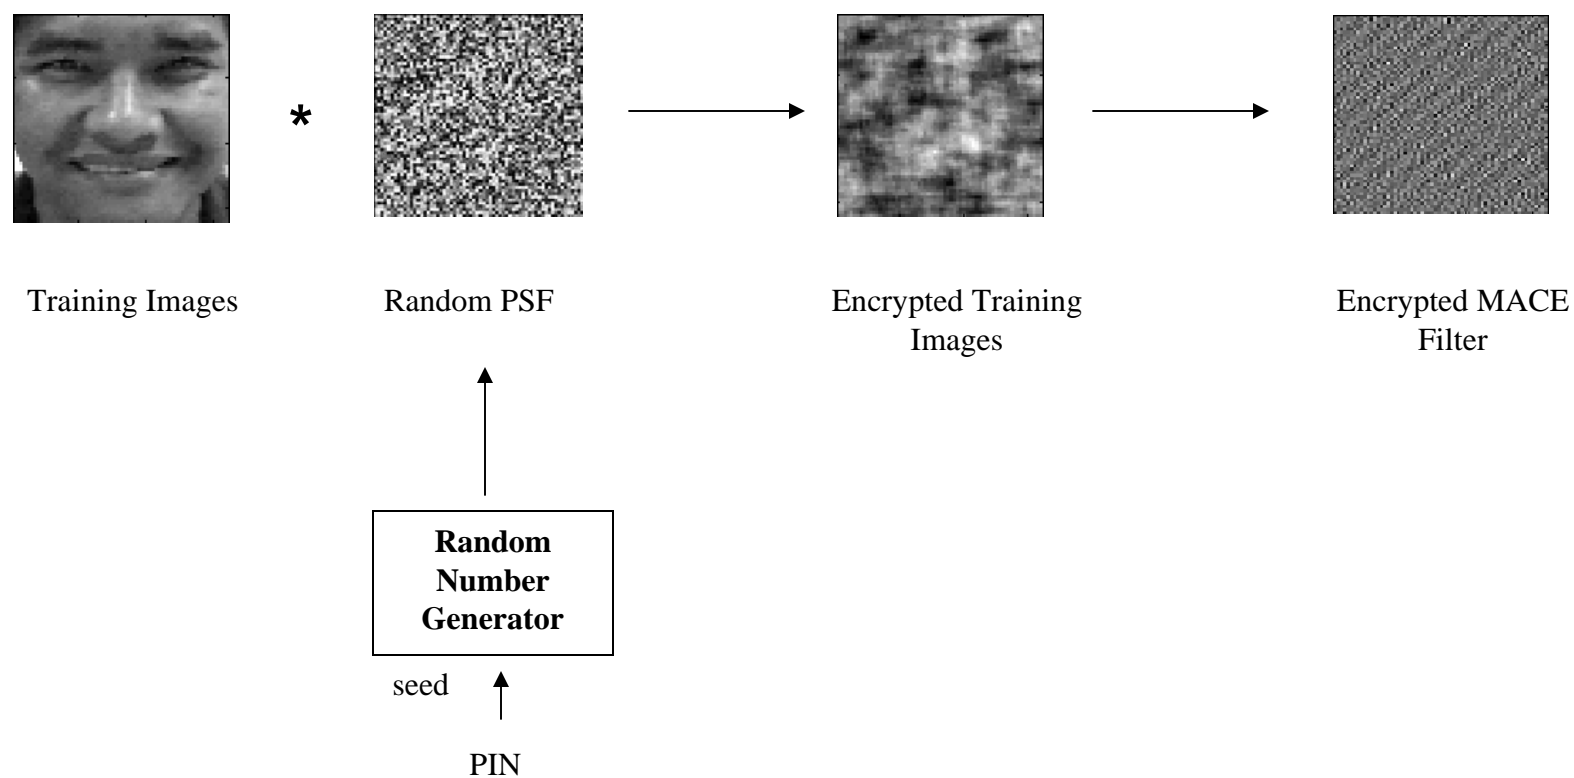 *
Training Images
Random PSF
Encrypted Training
Images
Encrypted MACE
Filter
Random
Number
Generator
seed
PIN